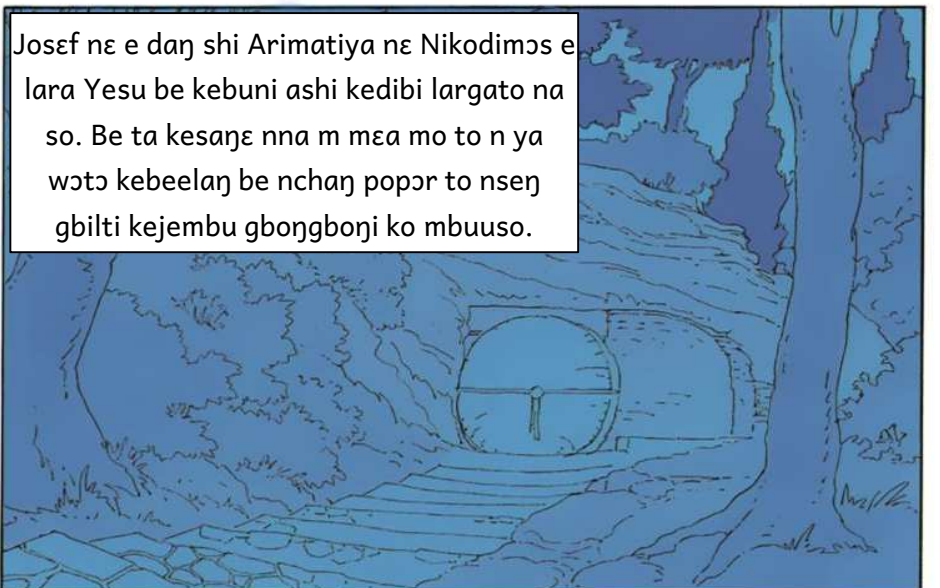 Josɛf nɛ e daŋ shi Arimatiya nɛ Nikodimɔs e
lara Yesu be kebuni ashi kedibi largato na
so. Be ta kesaŋɛ nna m mɛa mo to n ya
wɔtɔ kebeelaŋ be nchaŋ popɔr to nseŋ
gbilti kejembu gboŋgboŋi ko mbuuso.